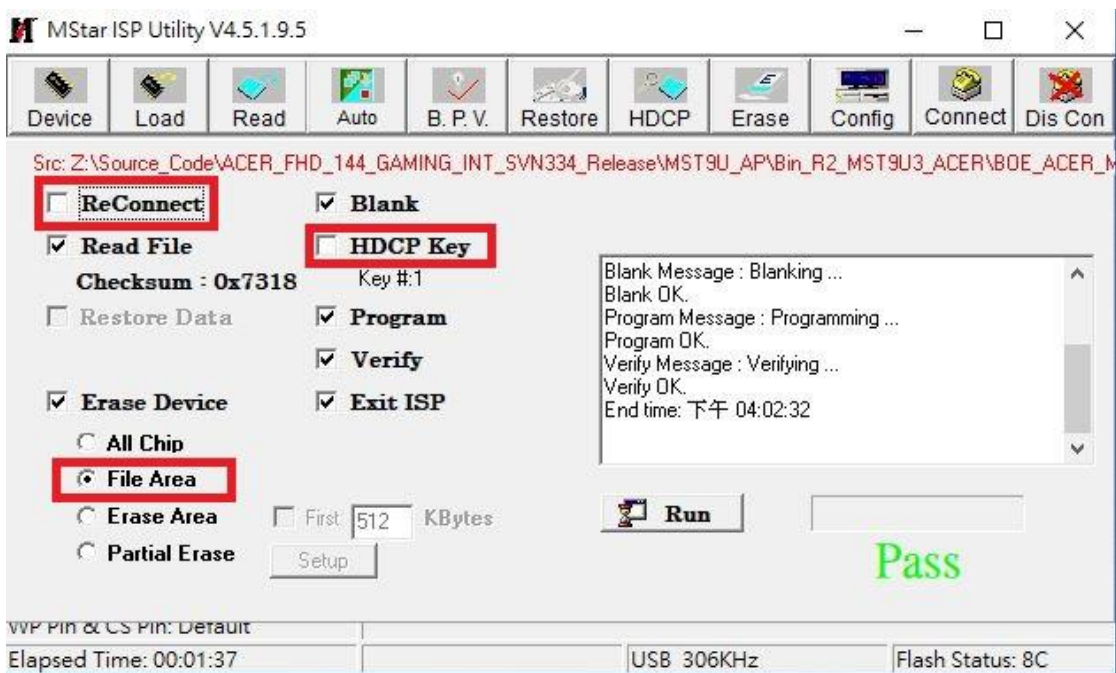 MStar ISP Utility V4.5.1.9.5
Device Load Read Auto B. P. V. Restore HDCP Erase Config Connect Dis Con
Src: Z:\Source_Code\ACER_FHD_144_GAMING_INT_SVN334_Release\MST9U_AP\Bin_R2_MST9U3_ACER\BOE_ACER_M
ReConnect
Blank
Read File
HDCP Key
Checksum : 0x7318
Key #:1
Restore Data
Program
Verify
Erase Device
Exit ISP
All Chip
File Area
Erase Area
First 512 KBytes
Partial Erase
Setup
Blank Message : Blanking ...
Blank OK.
Program Message : Programming ...
Program OK.
Verify Message : Verifying ...
Verify OK.
End time: 下午 04:02:32
Run
Pass
WP Pin & CS Pin: Default
Elapsed Time: 00:01:37 USB 306KHz Flash Status: 8C